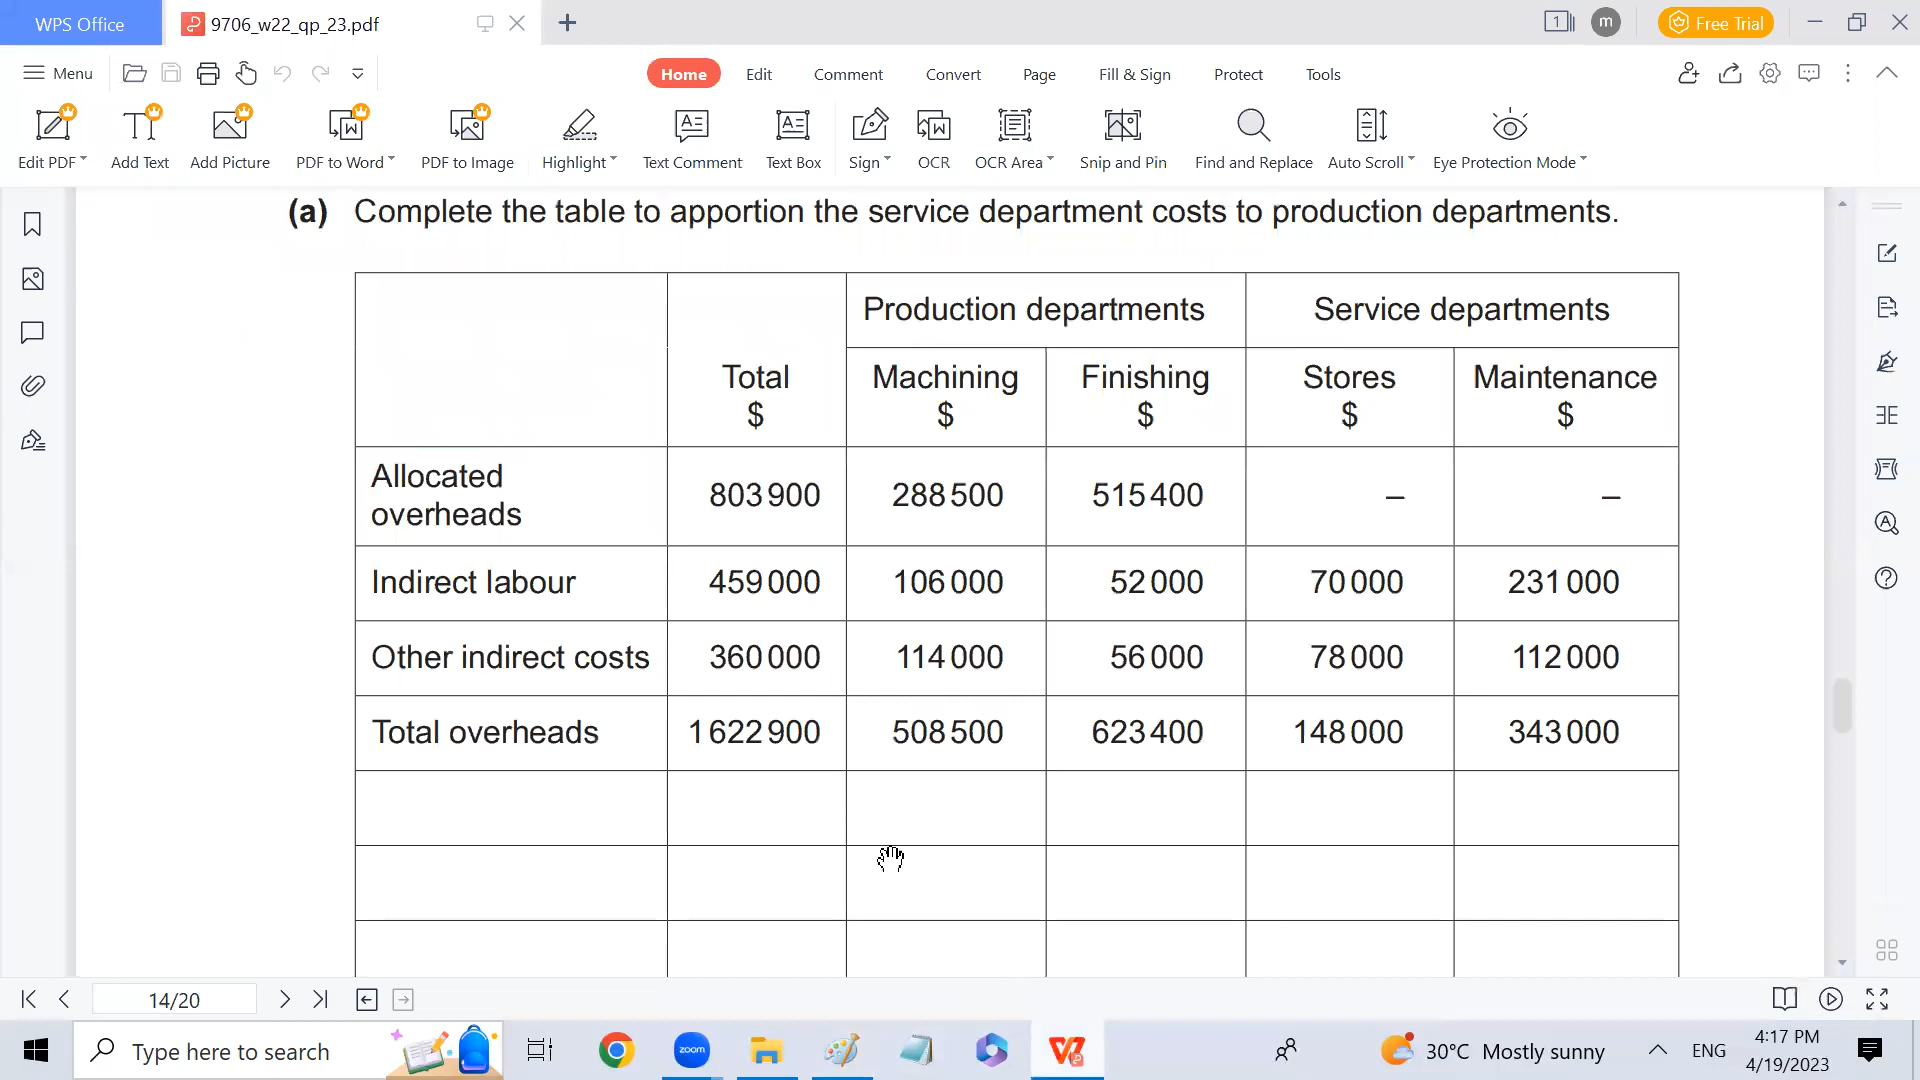 WPS Office
9706_w22_qp_23.pdf
1
m
Free Trial
Menu
Home
Edit
Comment
Convert
Page
Fill & Sign
Protect
Tools
Edit PDF
Add Text
Add Picture
PDF to Word
PDF to Image
Highlight
Text Comment
Text Box
Sign
OCR
OCR Area
Snip and Pin
Find and Replace
Auto Scroll
Eye Protection Mode
(a) Complete the table to apportion the service department costs to production departments.
Production departments Service departments
Total Machining Finishing Stores Maintenance
$ $ $ $ $
Allocated
overheads 803 900 288 500 515 400 – –
Indirect labour 459 000 106 000 52 000 70 000 231 000
Other indirect costs 360 000 114 000 56 000 78 000 112 000
Total overheads 1 622 900 508 500 623 400 148 000 343 000
14/20
Type here to search
zoom
30°C Mostly sunny
ENG
4:17 PM
4/19/2023